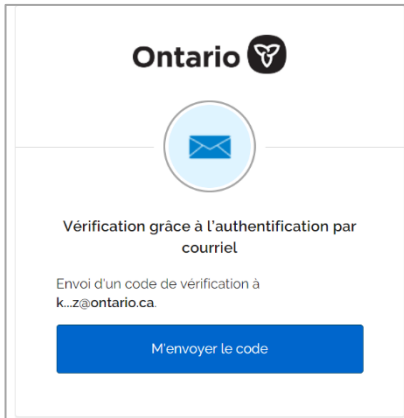 Ontario
Vérification grâce à l'authentification par
courriel
Envoi d'un code de vérification à
k...z@ontario.ca.
M'envoyer le code